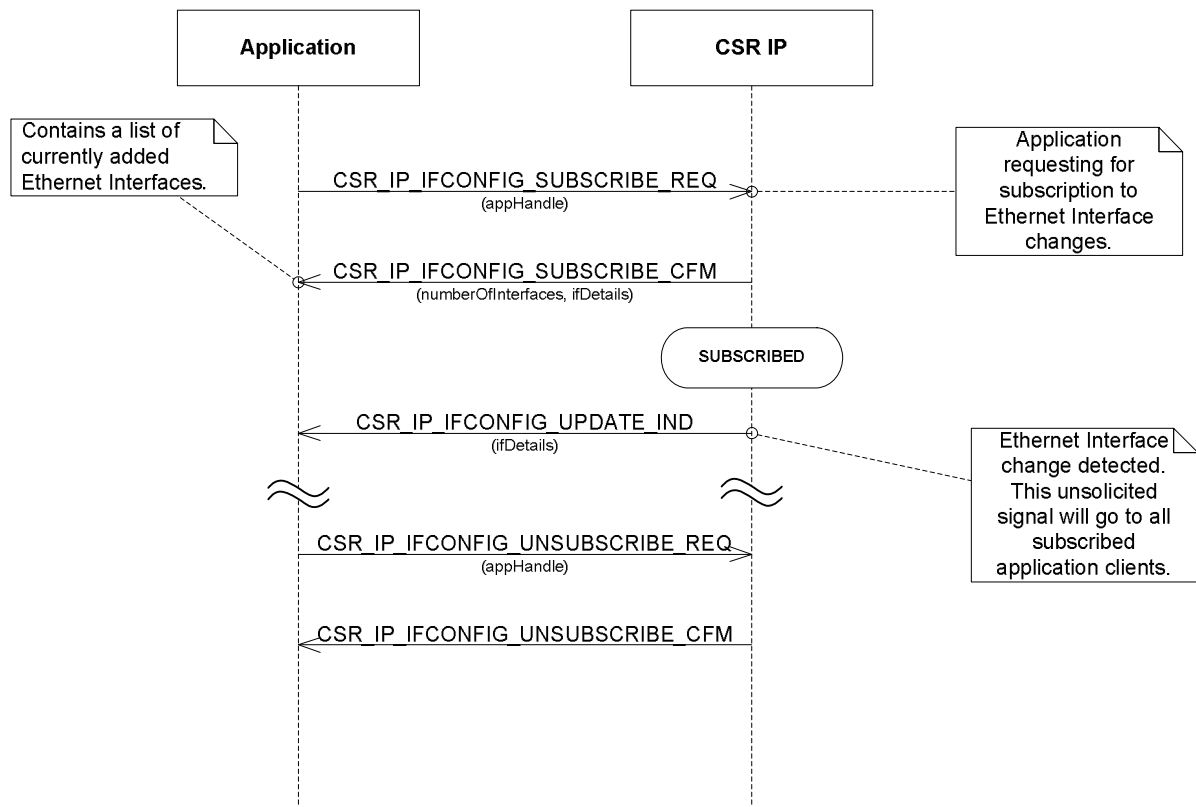 Application
CSR IP
Contains a list of
currently added
Ethernet Interfaces.
Application
requesting for
subscription to
Ethernet Interface
changes.
CSR_IP_IFCONFIG_SUBSCRIBE_REQ
(appHandle)
CSR_IP_IFCONFIG_SUBSCRIBE_CFM
(numberOfInterfaces, ifDetails)
SUBSCRIBED
CSR_IP_IFCONFIG_UPDATE_IND
(ifDetails)
Ethernet Interface
change detected.
This unsolicited
signal will go to all
subscribed
application clients.
CSR_IP_IFCONFIG_UNSUBSCRIBE_REQ
(appHandle)
CSR_IP_IFCONFIG_UNSUBSCRIBE_CFM